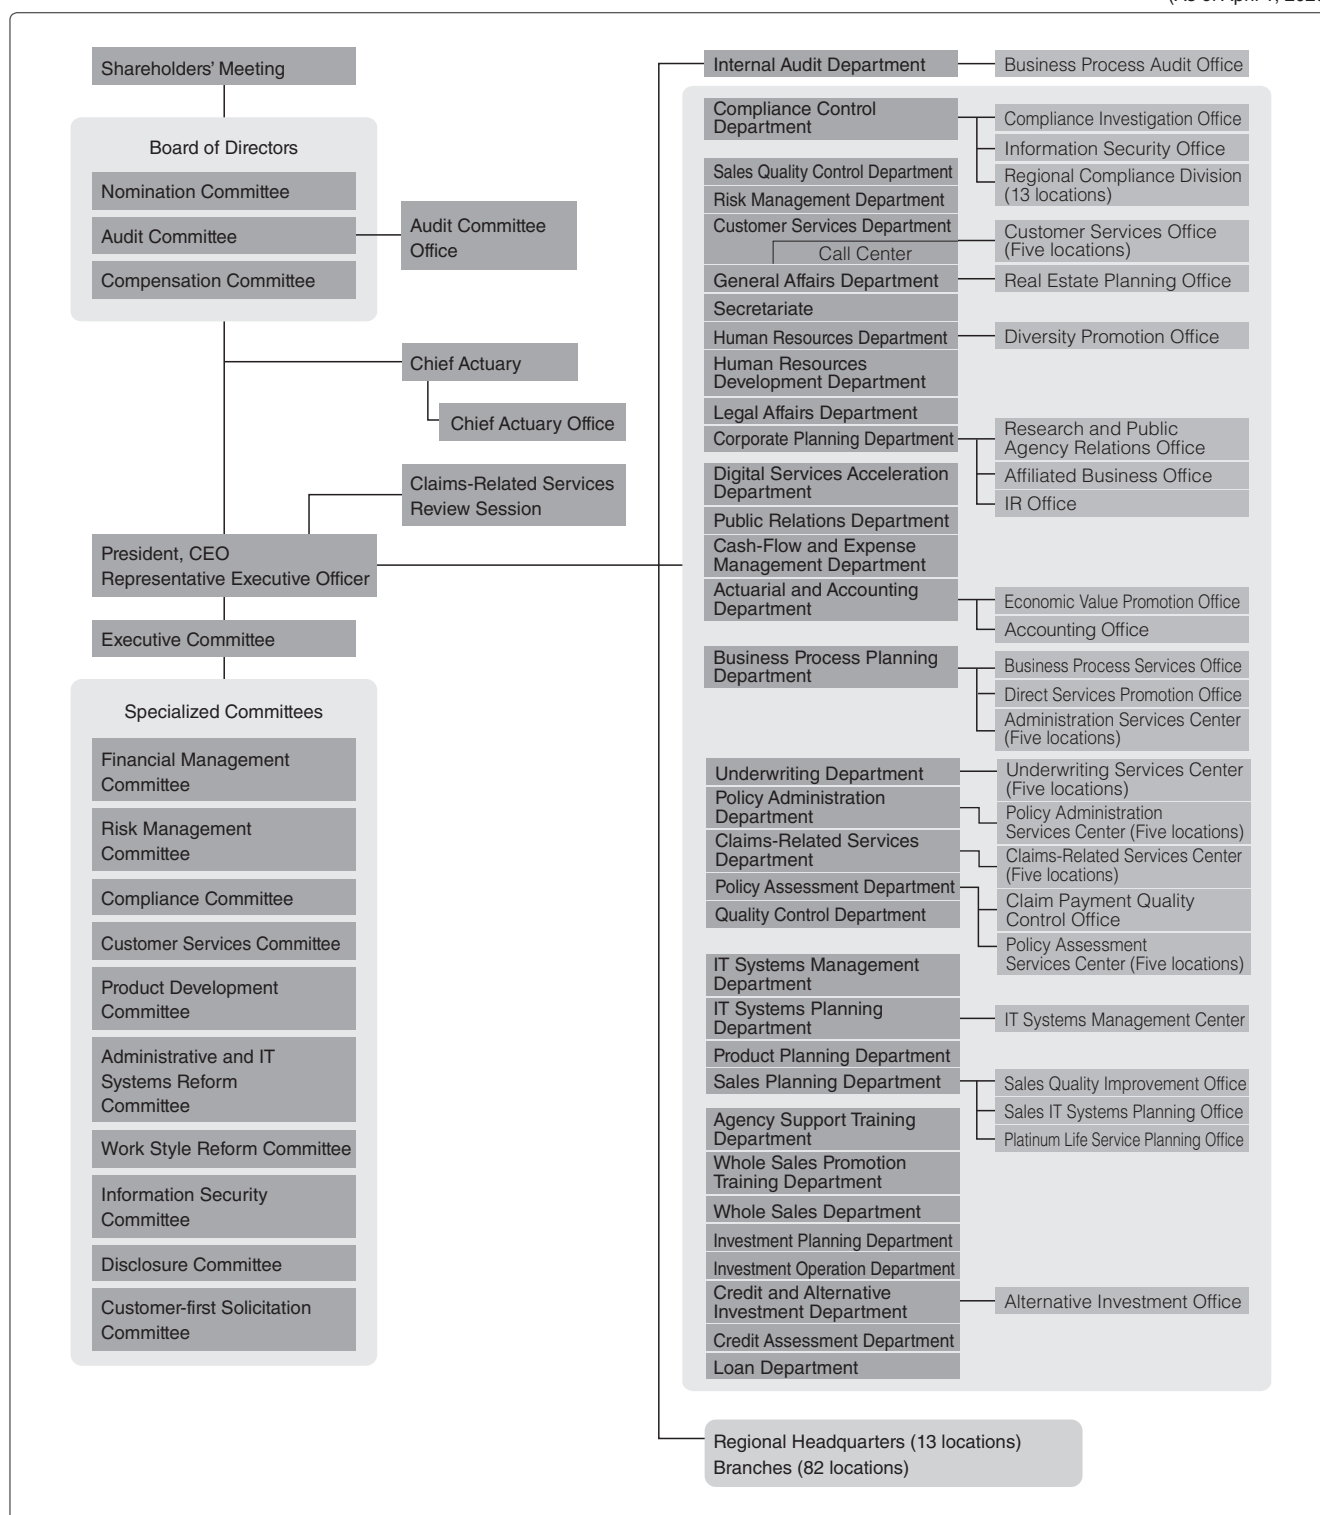 Shareholders' Meeting
Board of Directors
Nomination Committee
Audit Committee
Compensation Committee
Audit Committee
Office
Chief Actuary
Chief Actuary Office
Claims-Related Services
Review Session
President, CEO
Representative Executive Officer
Executive Committee
Specialized Committees
Financial Management
Committee
Risk Management
Committee
Compliance Committee
Customer Services Committee
Product Development
Committee
Administrative and IT
Systems Reform
Committee
Work Style Reform Committee
Information Security
Committee
Disclosure Committee
Customer-first Solicitation
Committee
Internal Audit Department
Business Process Audit Office
Compliance Control
Department
Compliance Investigation Office
Information Security Office
Regional Compliance Division
(13 locations)
Sales Quality Control Department
Risk Management Department
Customer Services Department
Call Center
Customer Services Office
(Five locations)
General Affairs Department
Real Estate Planning Office
Secretariate
Human Resources Department
Diversity Promotion Office
Human Resources
Development Department
Legal Affairs Department
Corporate Planning Department
Research and Public
Agency Relations Office
Affiliated Business Office
IR Office
Digital Services Acceleration
Department
Public Relations Department
Cash-Flow and Expense
Management Department
Actuarial and Accounting
Department
Economic Value Promotion Office
Accounting Office
Business Process Planning
Department
Business Process Services Office
Direct Services Promotion Office
Administration Services Center
(Five locations)
Underwriting Department
Underwriting Services Center
(Five locations)
Policy Administration
Department
Policy Administration
Services Center (Five locations)
Claims-Related Services
Department
Claims-Related Services Center
(Five locations)
Policy Assessment Department
Claim Payment Quality
Control Office
Policy Assessment
Services Center (Five locations)
Quality Control Department
IT Systems Management
Department
IT Systems Planning
Department
IT Systems Management Center
Product Planning Department
Sales Planning Department
Sales Quality Improvement Office
Sales IT Systems Planning Office
Platinum Life Service Planning Office
Agency Support Training
Department
Whole Sales Promotion
Training Department
Whole Sales Department
Investment Planning Department
Investment Operation Department
Credit and Alternative
Investment Department
Alternative Investment Office
Credit Assessment Department
Loan Department
Regional Headquarters (13 locations)
Branches (82 locations)